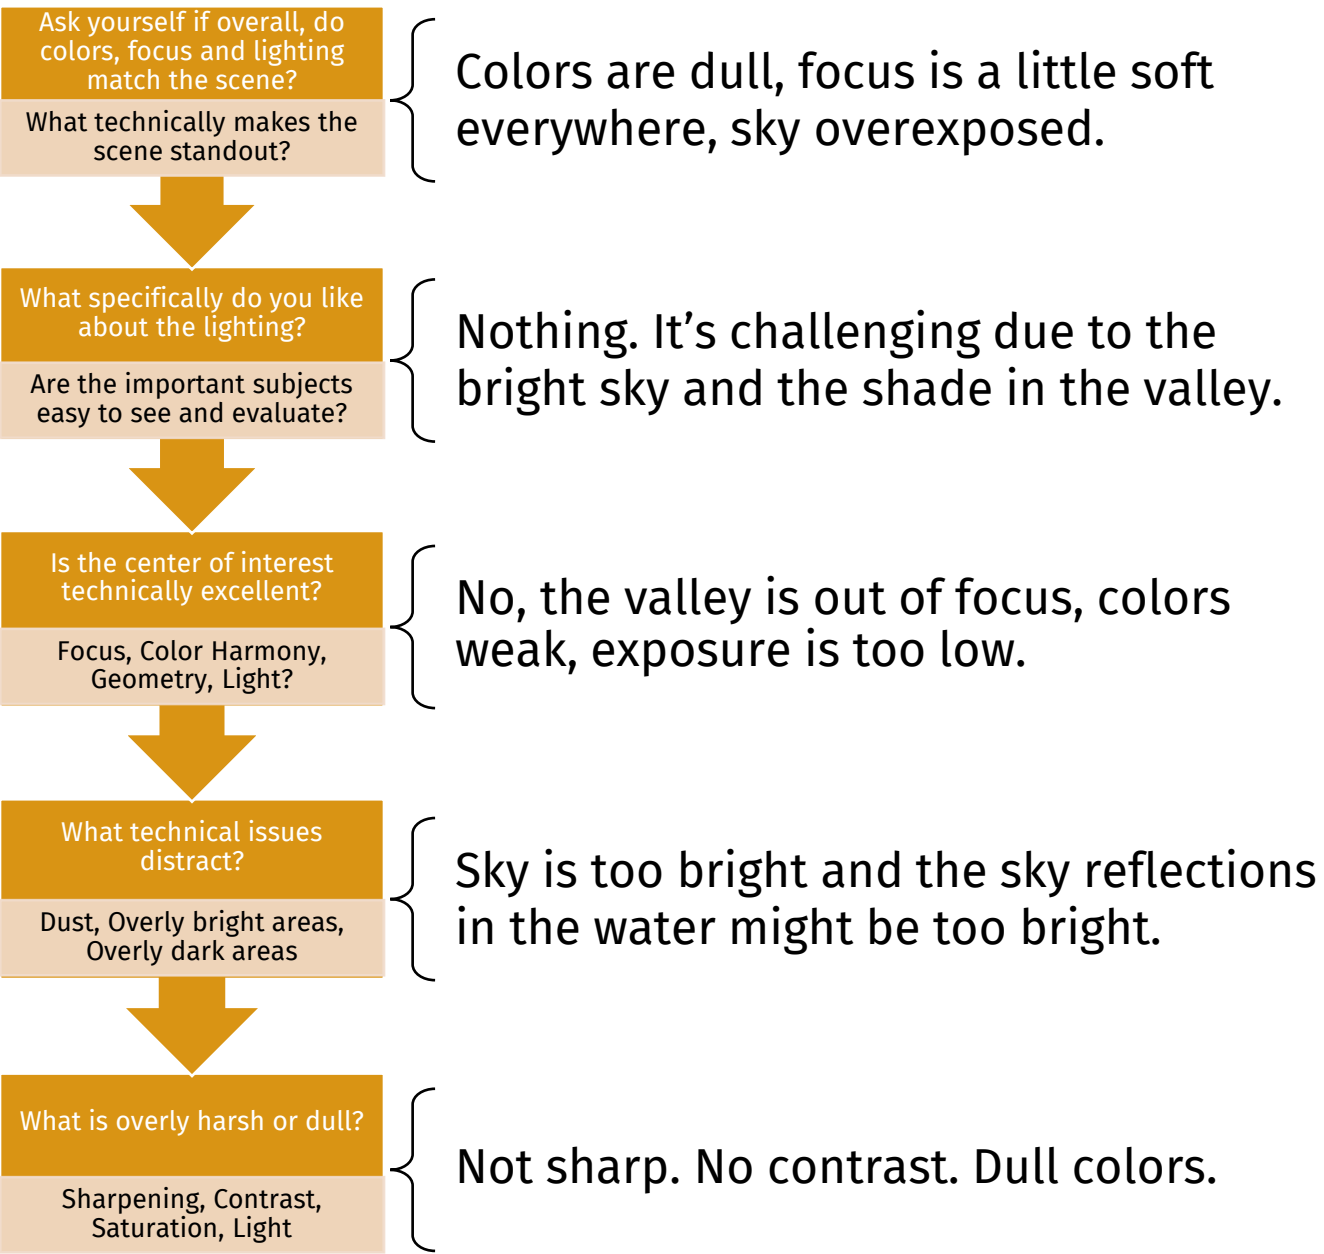 Ask yourself if overall, do
colors, focus and lighting
match the scene?
What technically makes the
scene standout?
Colors are dull, focus is a little soft
everywhere, sky overexposed.
What specifically do you like
about the lighting?
Are the important subjects
easy to see and evaluate?
Nothing. It’s challenging due to the
bright sky and the shade in the valley.
Is the center of interest
technically excellent?
Focus, Color Harmony,
Geometry, Light?
No, the valley is out of focus, colors
weak, exposure is too low.
What technical issues
distract?
Dust, Overly bright areas,
Overly dark areas
Sky is too bright and the sky reflections
in the water might be too bright.
What is overly harsh or dull?
Sharpening, Contrast,
Saturation, Light
Not sharp. No contrast. Dull colors.